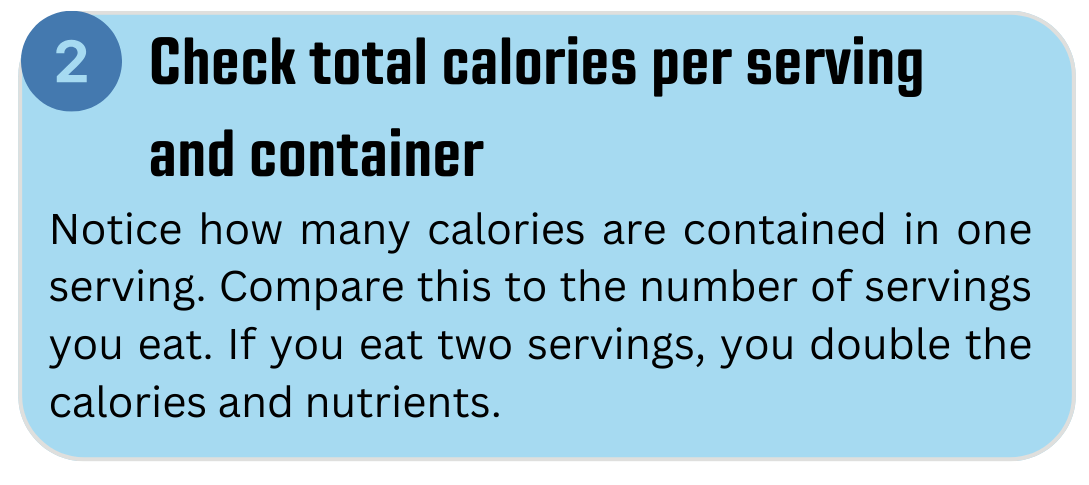 2
Check total calories per serving
and container
Notice how many calories are contained in one
serving. Compare this to the number of servings
you eat. If you eat two servings, you double the
calories and nutrients.